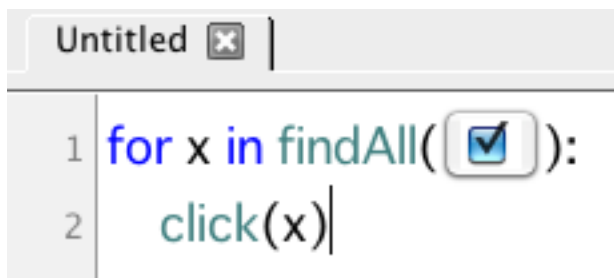 Untitled
1 for x in findAll( ):
2 click(x)